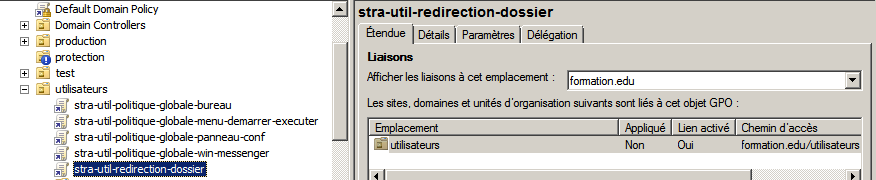 Default Domain Policy
Domain Controllers
production
protection
test
utilisateurs
stra-util-politique-globale-bureau
stra-util-politique-globale-menu-demarrer-executer
stra-util-politique-globale-panneau-conf
stra-util-politique-globale-win-messenger
stra-util-redirection-dossier
stra-util-redirection-dossier
Étendue Détails Paramètres Délégation
Liaisons
Afficher les liaisons à cet emplacement : formation.edu
Les sites, domaines et unités d'organisation suivants sont liés à cet objet GPO :
Emplacement Appliqué Lien activé Chemin d'accès
utilisateurs Non Oui formation.edu/utilisateurs